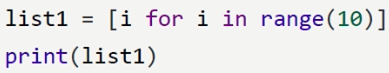 list1 = [i for i in range(10)]
print(list1)